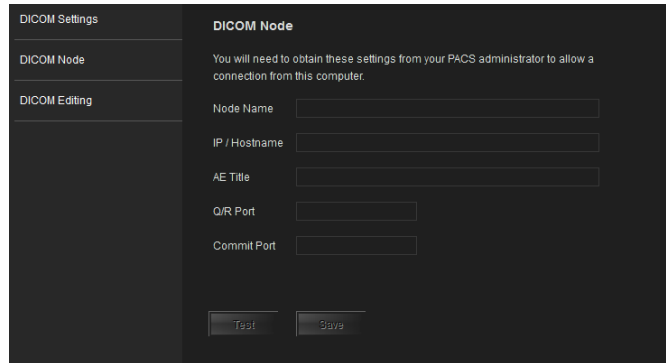 DICOM Settings
DICOM Node
DICOM Editing
DICOM Node
You will need to obtain these settings from your PACS administrator to allow a
connection from this computer.
Node Name
IP / Hostname
AE Title
Q/R Port
Commit Port
Test
Save